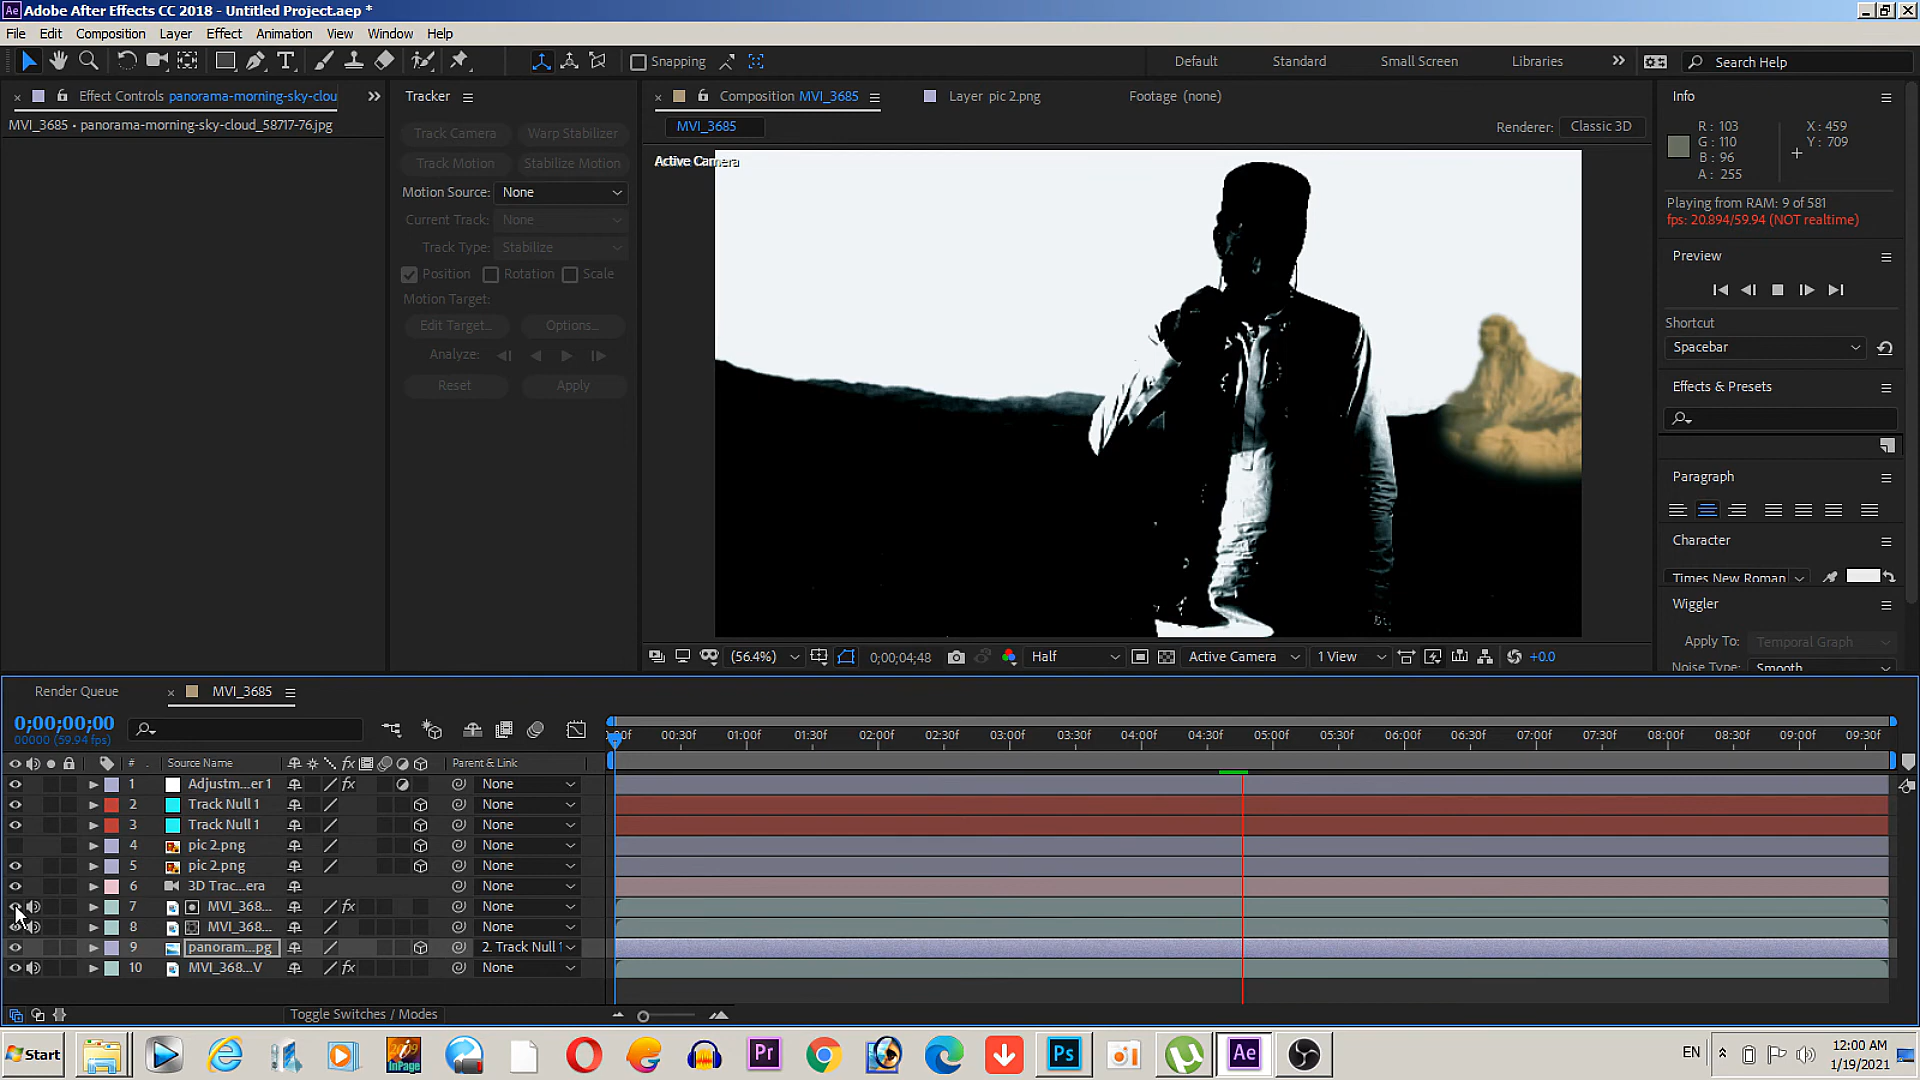 Adobe After Effects CC 2018 - Untitled Project.aep *
File Edit Composition Layer Effect Animation View Window Help
Snapping
Default Standard Small Screen Libraries
Search Help
Effect Controls panorama-morning-sky-clou
MVI_3685 • panorama-morning-sky-cloud_58717-76.jpg
Tracker
Track Camera Warp Stabilizer
Track Motion Stabilize Motion
Motion Source: None
Current Track: None
Track Type: Stabilize
Position Rotation Scale
Motion Target:
Edit Target... Options...
Analyze:
Reset Apply
Composition MVI_3685
Layer pic 2.png
Footage (none)
MVI_3685
Renderer: Classic 3D
Active Camera
(56.4%) 0;00;04;48 Half Active Camera 1 View +0.0
Info
R : 103
G : 110
B : 96
A : 255
X : 459
Y : 709
Playing from RAM: 9 of 581
fps: 20.894/59.94 (NOT realtime)
Preview
Shortcut
Spacebar
Effects & Presets
Paragraph
Character
Times New Roman
Wiggler
Apply To: Temporal Graph
Noise Type: Smooth
Render Queue MVI_3685
0;00;00;00
00000 (59.94 fps)
00:30f 01:00f 01:30f 02:00f 02:30f 03:00f 03:30f 04:00f 04:30f 05:00f 05:30f 06:00f 06:30f 07:00f 07:30f 08:00f 08:30f 09:00f 09:30f
# Source Name fx Parent & Link
1 Adjustm...er 1 fx None
2 Track Null 1 None
3 Track Null 1 None
4 pic 2.png None
5 pic 2.png None
6 3D Trac...era None
7 MVI_368... fx None
8 MVI_368... None
9 panoram...pg 2. Track Null 1
10 MVI_368...V fx None
Toggle Switches / Modes
Start
InPage
Pr
Ps
Ae
EN
12:00 AM
1/19/2021